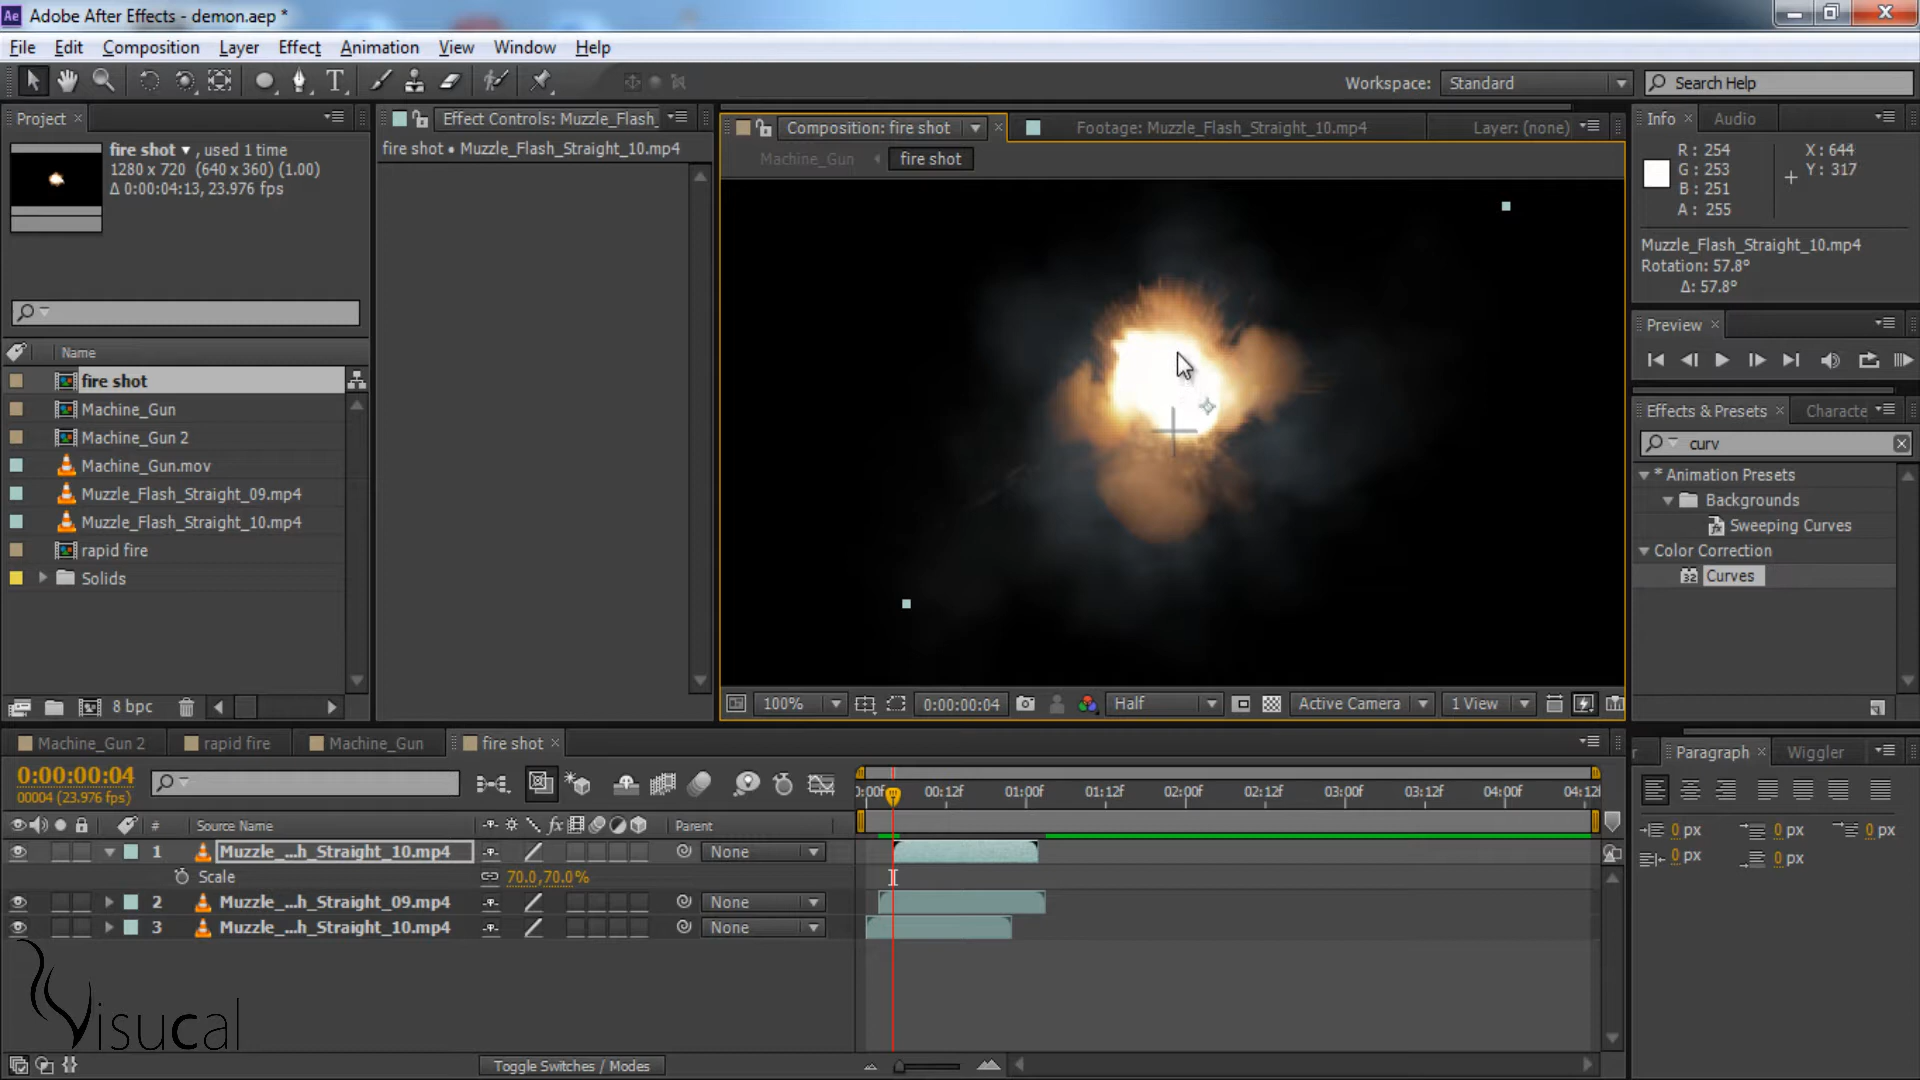 Ae Adobe After Effects - demon.aep *
File Edit Composition Layer Effect Animation View Window Help
T
Workspace: Standard
Search Help
Project
fire shot , used 1 time
1280 x 720 (640 x 360) (1.00)
Δ 0:00:04:13, 23.976 fps
Name
fire shot
Machine_Gun
Machine_Gun 2
Machine_Gun.mov
Muzzle_Flash_Straight_09.mp4
Muzzle_Flash_Straight_10.mp4
rapid fire
Solids
8 bpc
Effect Controls: Muzzle_Flash_
fire shot • Muzzle_Flash_Straight_10.mp4
Composition: fire shot
Footage: Muzzle_Flash_Straight_10.mp4
Layer: (none)
Machine_Gun
fire shot
100%
0:00:00:04
Half
Active Camera
1 View
Info
Audio
R: 254
G: 253
B: 251
A: 255
X: 644
Y: 317
Muzzle_Flash_Straight_10.mp4
Rotation: 57.8°
Δ: 57.8°
Preview
Effects & Presets
Characte
curv
* Animation Presets
Backgrounds
Sweeping Curves
Color Correction
32 Curves
Machine_Gun 2
rapid fire
Machine_Gun
fire shot
0:00:00:04
00004 (23.976 fps)
):00f 00:12f 01:00f 01:12f 02:00f 02:12f 03:00f 03:12f 04:00f 04:12
# Source Name
fx
Parent
1 Muzzle_...h_Straight_10.mp4 None
Scale 70.0,70.0%
2 Muzzle_...h_Straight_09.mp4 None
3 Muzzle_...h_Straight_10.mp4 None
Toggle Switches / Modes
Paragraph
Wiggler
0 px 0 px 0 px
0 px 0 px
Visucal